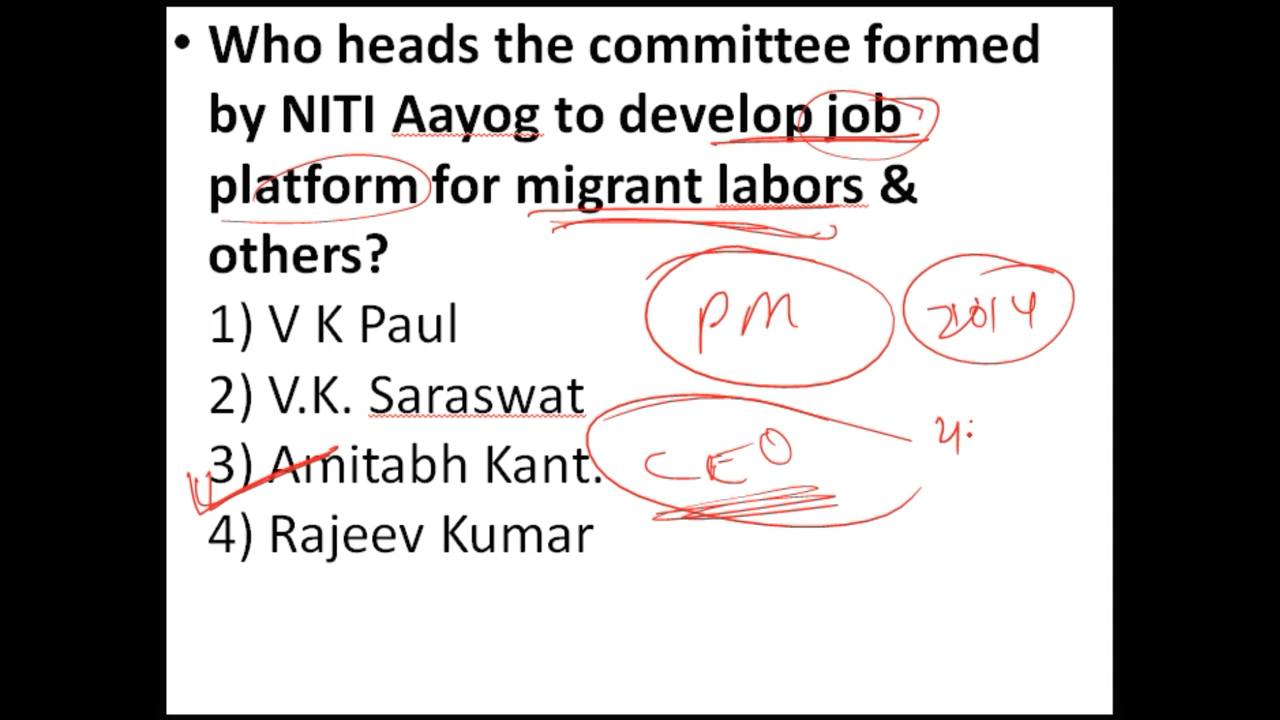 • Who heads the committee formed
by NITI Aayog to develop job
platform for migrant labors &
others?
1) V K Paul
PM 2014
2) V.K. Saraswat
3) Amitabh Kant.
CEO
4) Rajeev Kumar